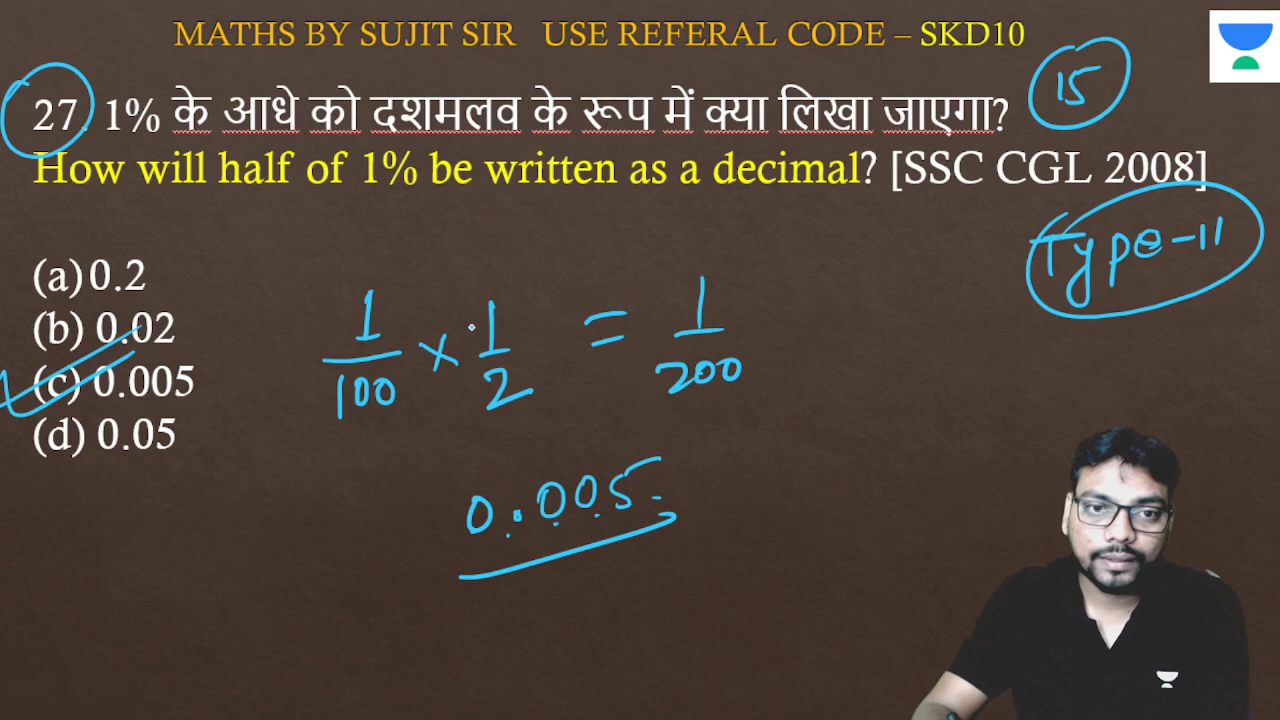 MATHS BY SUJIT SIR USE REFERAL CODE – SKD10
15
27. 1% के आधे को दशमलव के रूप में क्या लिखा जाएगा?
How will half of 1% be written as a decimal? [SSC CGL 2008]
Type-11
(a) 0.2
(b) 0.02
(c) 0.005
(d) 0.05
1/100 × 1/2 = 1/200
0.005